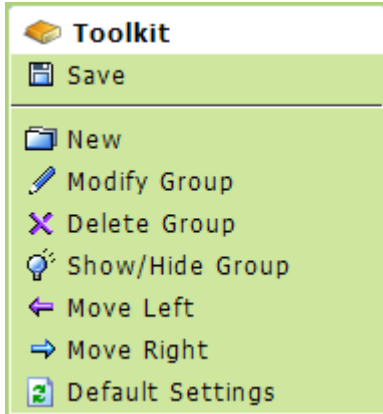 Toolkit
Save
New
Modify Group
Delete Group
Show/Hide Group
Move Left
Move Right
Default Settings